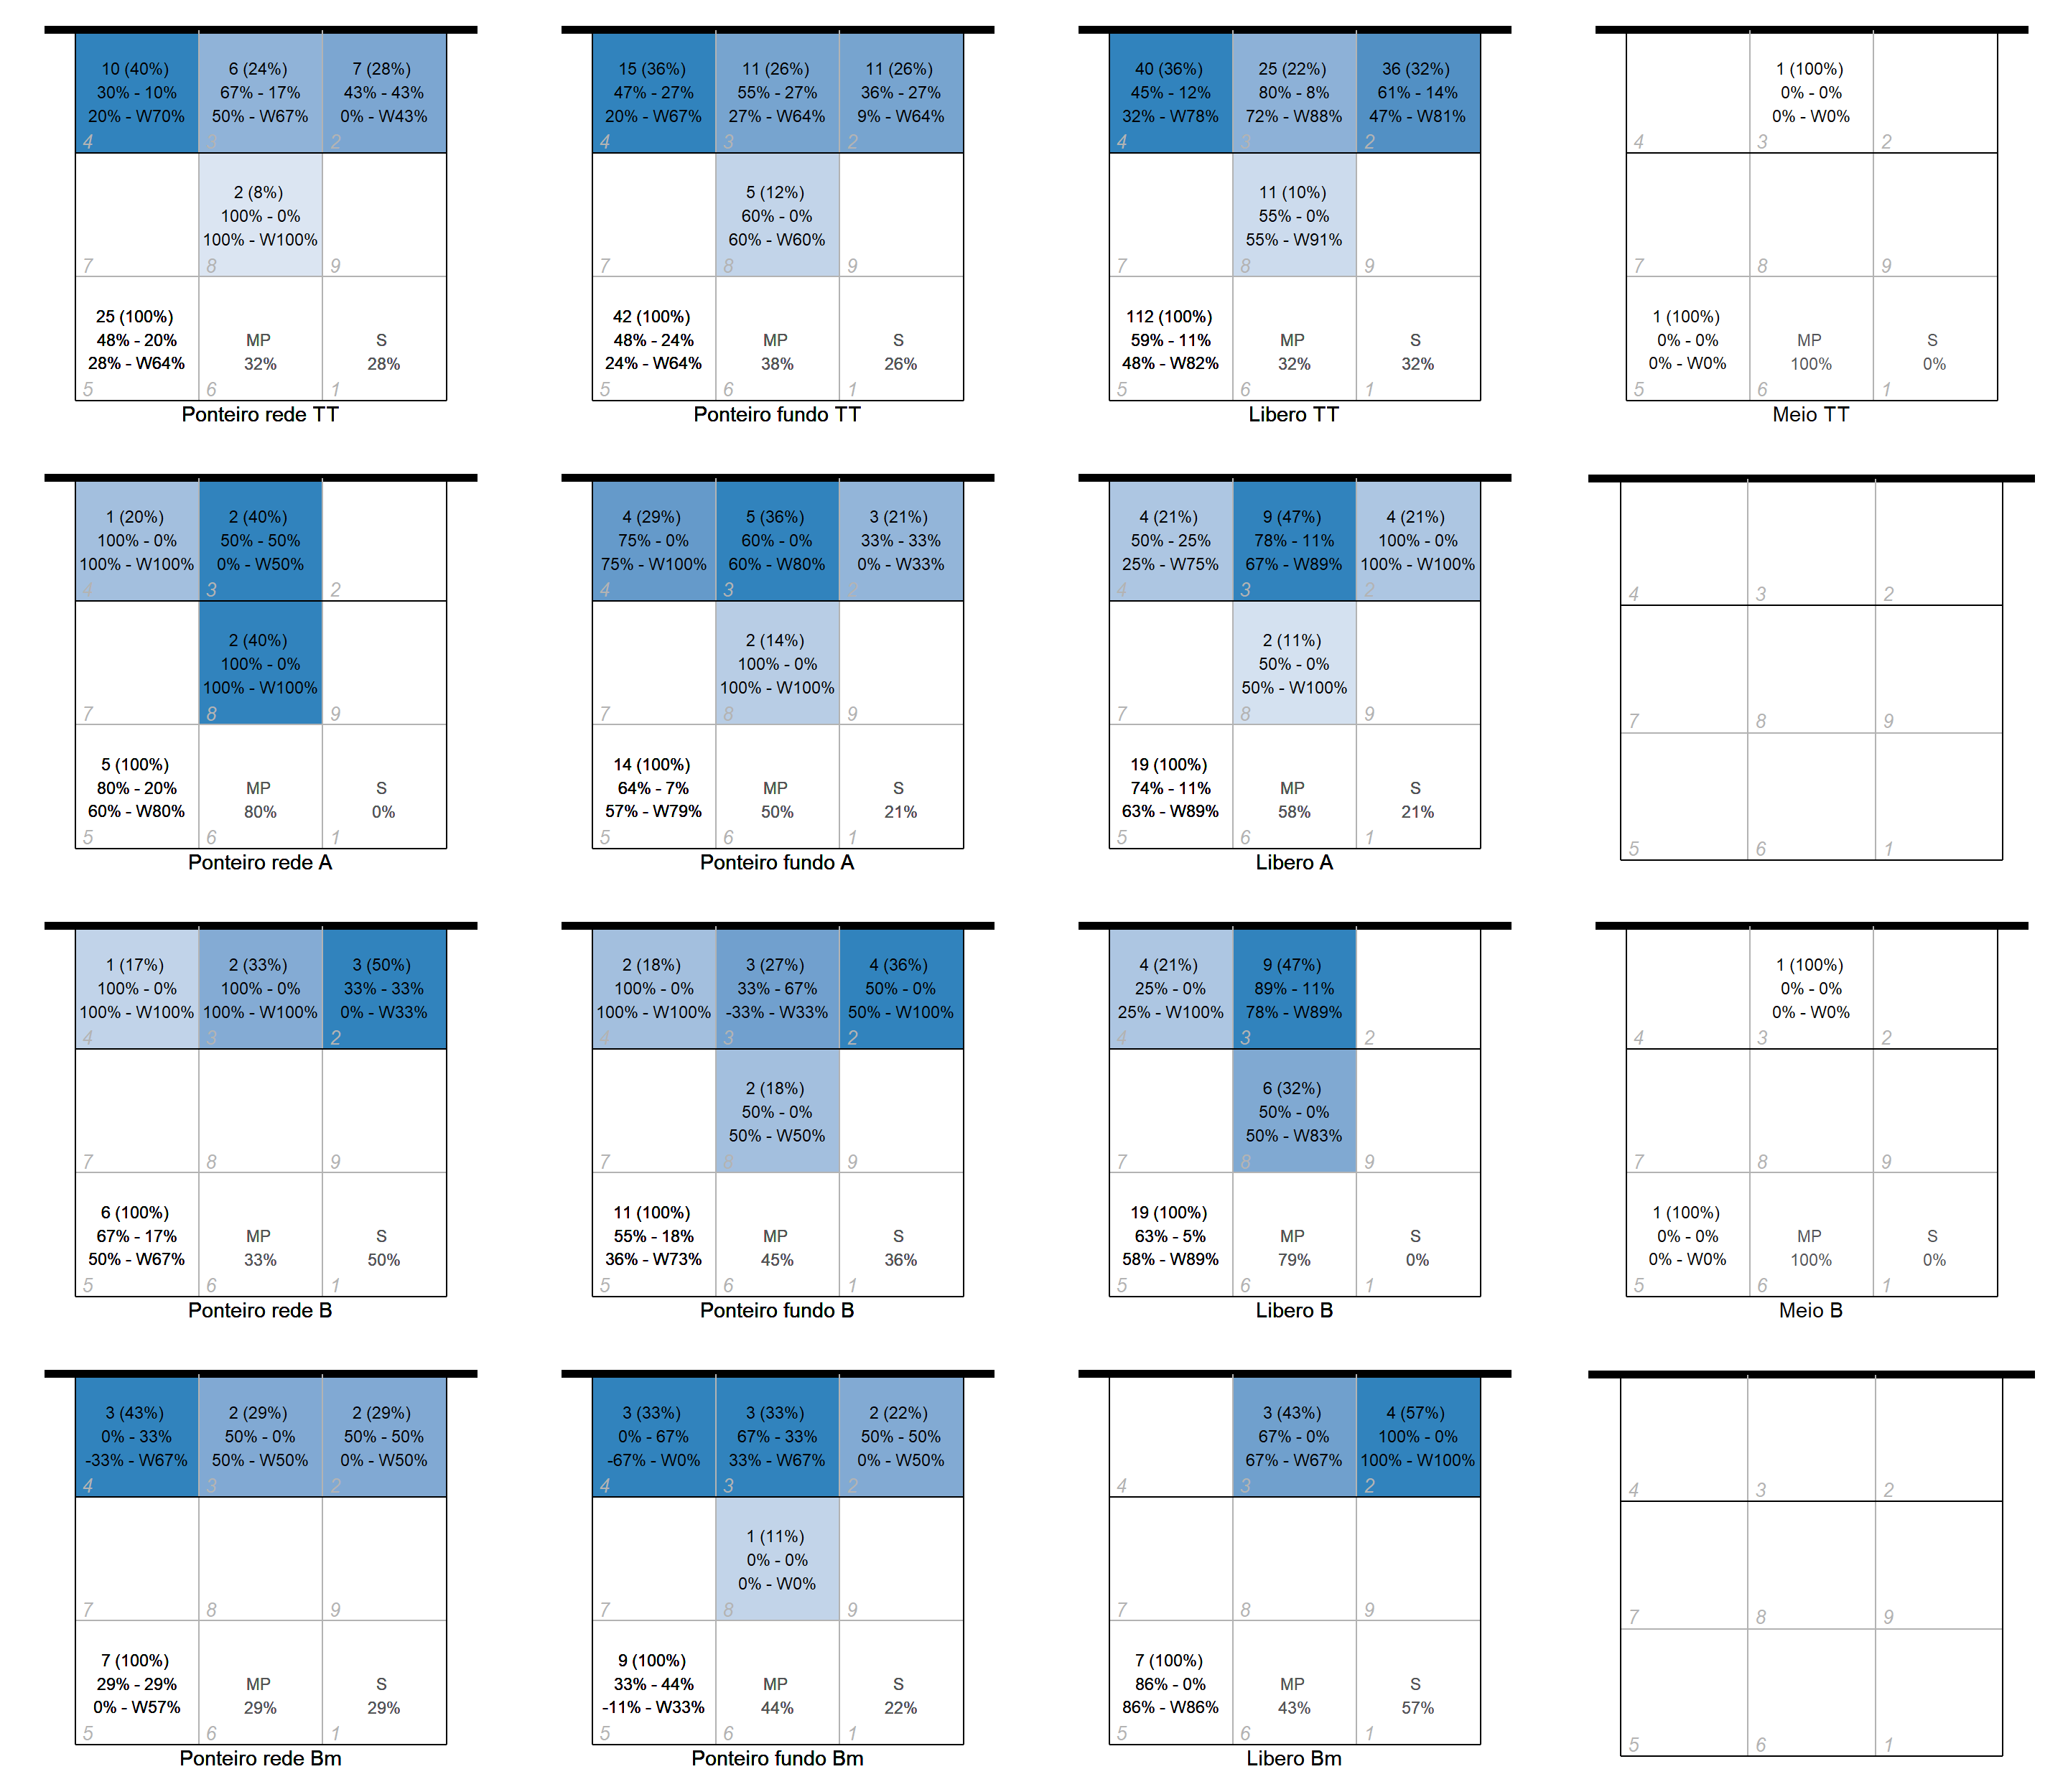 10 (40%)
30% - 10%
20% - W70%
4
6 (24%)
67% - 17%
50% - W67%
3
7 (28%)
43% - 43%
0% - W43%
2
7
2 (8%)
100% - 0%
100% - W100%
8
9
25 (100%)
48% - 20%
28% - W64%
5
MP
32%
6
S
28%
1
Ponteiro rede TT
15 (36%)
47% - 27%
20% - W67%
4
11 (26%)
55% - 27%
27% - W64%
3
11 (26%)
36% - 27%
9% - W64%
2
7
5 (12%)
60% - 0%
60% - W60%
8
9
42 (100%)
48% - 24%
24% - W64%
5
MP
38%
6
S
26%
1
Ponteiro fundo TT
40 (36%)
45% - 12%
32% - W78%
4
25 (22%)
80% - 8%
72% - W88%
3
36 (32%)
61% - 14%
47% - W81%
2
7
11 (10%)
55% - 0%
55% - W91%
8
9
112 (100%)
59% - 11%
48% - W82%
5
MP
32%
6
S
32%
1
Libero TT
4
1 (100%)
0% - 0%
0% - W0%
3
2
7
8
9
1 (100%)
0% - 0%
0% - W0%
5
MP
100%
6
S
0%
1
Meio TT
1 (20%)
100% - 0%
100% - W100%
4
2 (40%)
50% - 50%
0% - W50%
3
2
7
2 (40%)
100% - 0%
100% - W100%
8
9
5 (100%)
80% - 20%
60% - W80%
5
MP
80%
6
S
0%
1
Ponteiro rede A
4 (29%)
75% - 0%
75% - W100%
4
5 (36%)
60% - 0%
60% - W80%
3
3 (21%)
33% - 33%
0% - W33%
2
7
2 (14%)
100% - 0%
100% - W100%
8
9
14 (100%)
64% - 7%
57% - W79%
5
MP
50%
6
S
21%
1
Ponteiro fundo A
4 (21%)
50% - 25%
25% - W75%
4
9 (47%)
78% - 11%
67% - W89%
3
4 (21%)
100% - 0%
100% - W100%
2
7
2 (11%)
50% - 0%
50% - W100%
8
9
19 (100%)
74% - 11%
63% - W89%
5
MP
58%
6
S
21%
1
Libero A
4
3
2
7
8
9
5
6
1
1 (17%)
100% - 0%
100% - W100%
4
2 (33%)
100% - 0%
100% - W100%
3
3 (50%)
33% - 33%
0% - W33%
2
7
8
9
6 (100%)
67% - 17%
50% - W67%
5
MP
33%
6
S
50%
1
Ponteiro rede B
2 (18%)
100% - 0%
100% - W100%
4
3 (27%)
33% - 67%
-33% - W33%
3
4 (36%)
50% - 0%
50% - W100%
2
7
2 (18%)
50% - 0%
50% - W50%
8
9
11 (100%)
55% - 18%
36% - W73%
5
MP
45%
6
S
36%
1
Ponteiro fundo B
4 (21%)
25% - 0%
25% - W100%
4
9 (47%)
89% - 11%
78% - W89%
3
2
7
6 (32%)
50% - 0%
50% - W83%
8
9
19 (100%)
63% - 5%
58% - W89%
5
MP
79%
6
S
0%
1
Libero B
4
1 (100%)
0% - 0%
0% - W0%
3
2
7
8
9
1 (100%)
0% - 0%
0% - W0%
5
MP
100%
6
S
0%
1
Meio B
3 (43%)
0% - 33%
-33% - W67%
4
2 (29%)
50% - 0%
50% - W50%
3
2 (29%)
50% - 50%
0% - W50%
2
7
8
9
7 (100%)
29% - 29%
0% - W57%
5
MP
29%
6
S
29%
1
Ponteiro rede Bm
3 (33%)
0% - 67%
-67% - W0%
4
3 (33%)
67% - 33%
33% - W67%
3
2 (22%)
50% - 50%
0% - W50%
2
7
1 (11%)
0% - 0%
0% - W0%
8
9
9 (100%)
33% - 44%
-11% - W33%
5
MP
44%
6
S
22%
1
Ponteiro fundo Bm
4
3 (43%)
67% - 0%
67% - W67%
3
4 (57%)
100% - 0%
100% - W100%
2
7
8
9
7 (100%)
86% - 0%
86% - W86%
5
MP
43%
6
S
57%
1
Libero Bm
4
3
2
7
8
9
5
6
1